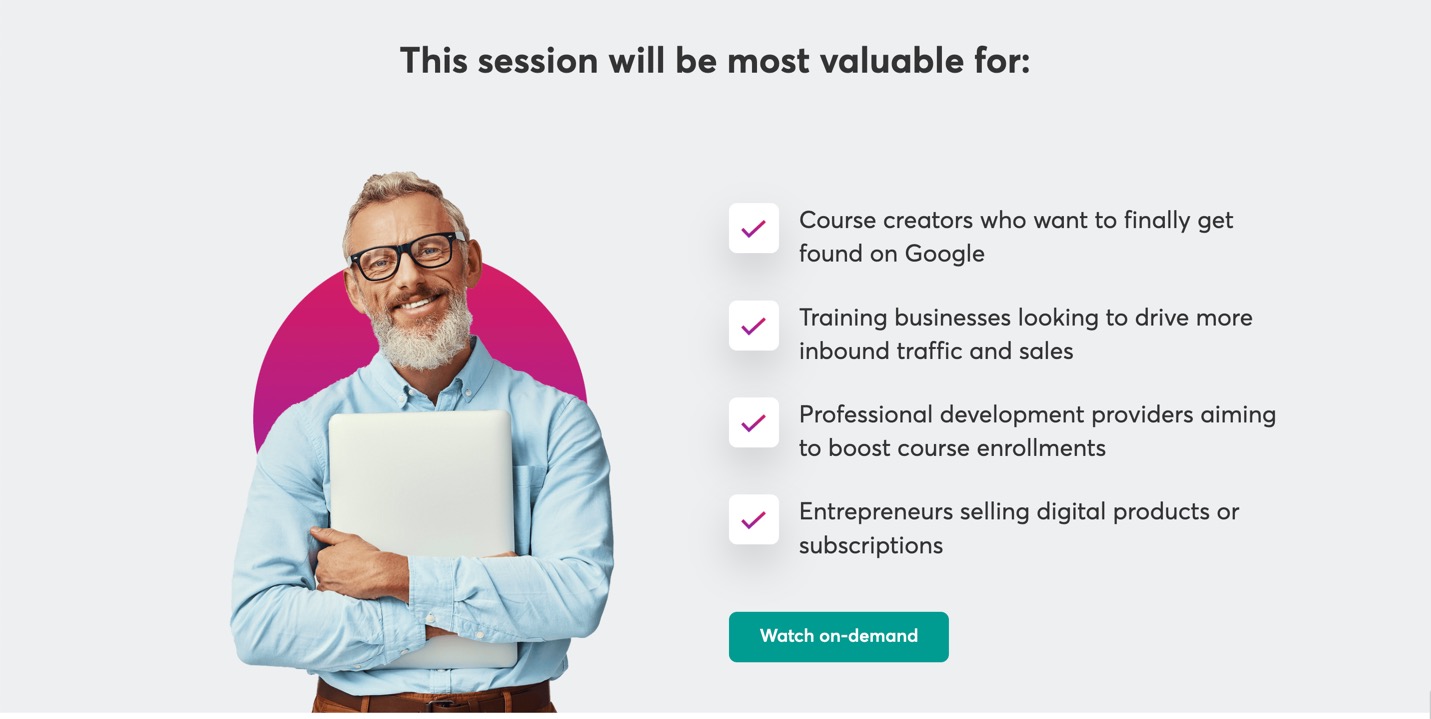 This session will be most valuable for:
Course creators who want to finally get
found on Google
Training businesses looking to drive more
inbound traffic and sales
Professional development providers aiming
to boost course enrollments
Entrepreneurs selling digital products or
subscriptions
Watch on-demand